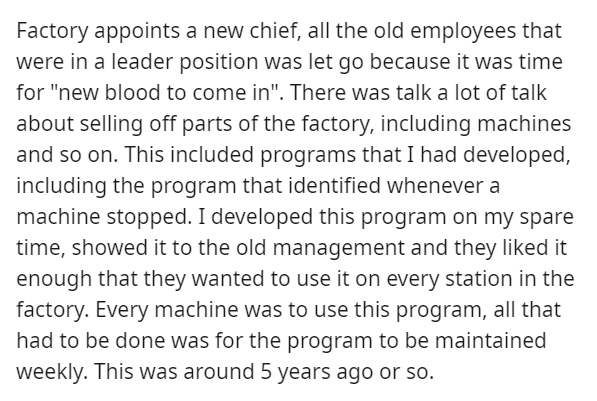 Factory appoints a new chief, all the old employees that
were in a leader position was let go because it was time
for "new blood to come in". There was talk a lot of talk
about selling off parts of the factory, including machines
and so on. This included programs that I had developed,
including the program that identified whenever a
machine stopped. I developed this program on my spare
time, showed it to the old management and they liked it
enough that they wanted to use it on every station in the
factory. Every machine was to use this program, all that
had to be done was for the program to be maintained
weekly. This was around 5 years ago or so.